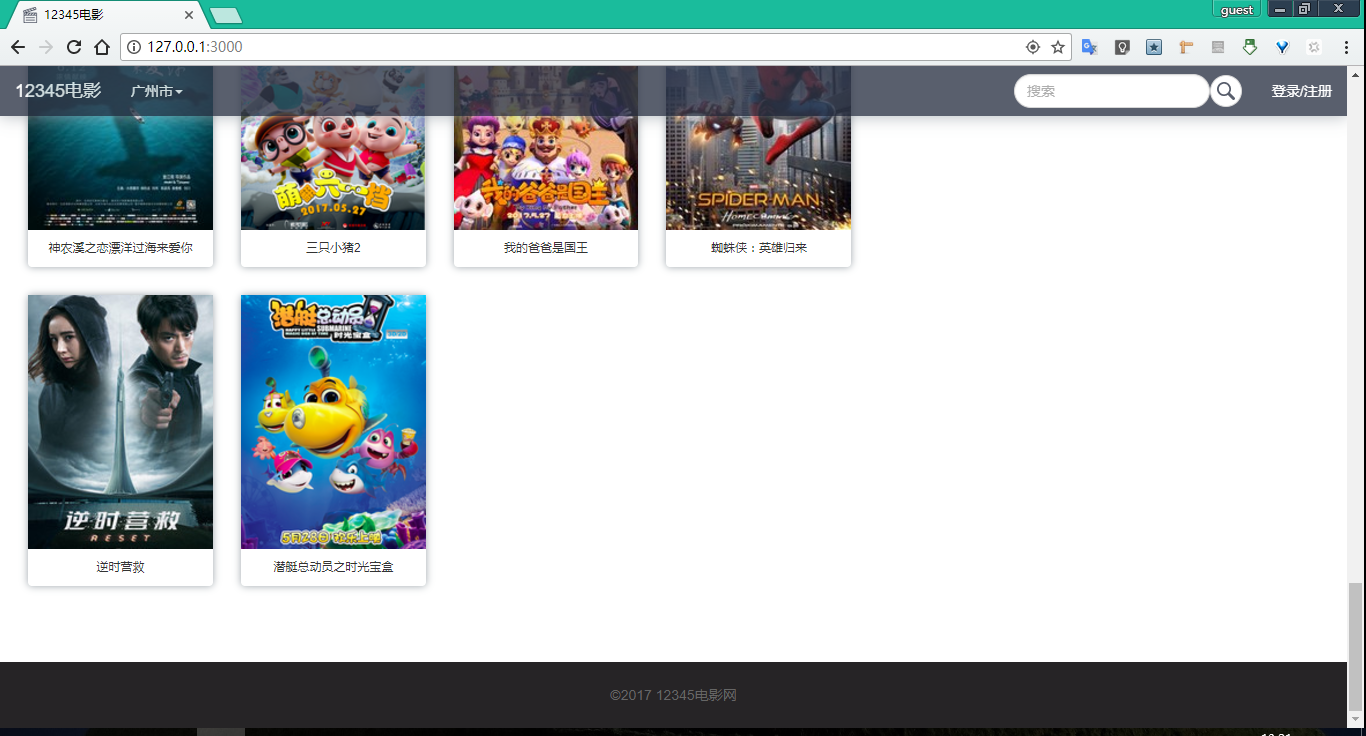 12345电影
guest
127.0.0.1:3000
12345电影
广州市
搜索
登录/注册
萌味六一档
2017.05.27
我的爸爸是国王
SPIDER-MAN
HOMECOMING
神农溪之恋漂洋过海来爱你
三只小猪2
我的爸爸是国王
蜘蛛侠：英雄归来
逆时营救
RESET
潜艇总动员
HAPPY LITTLE SUBMARINE
时光宝盒
5月28日 欢乐上映
逆时营救
潜艇总动员之时光宝盒
©2017 12345电影网